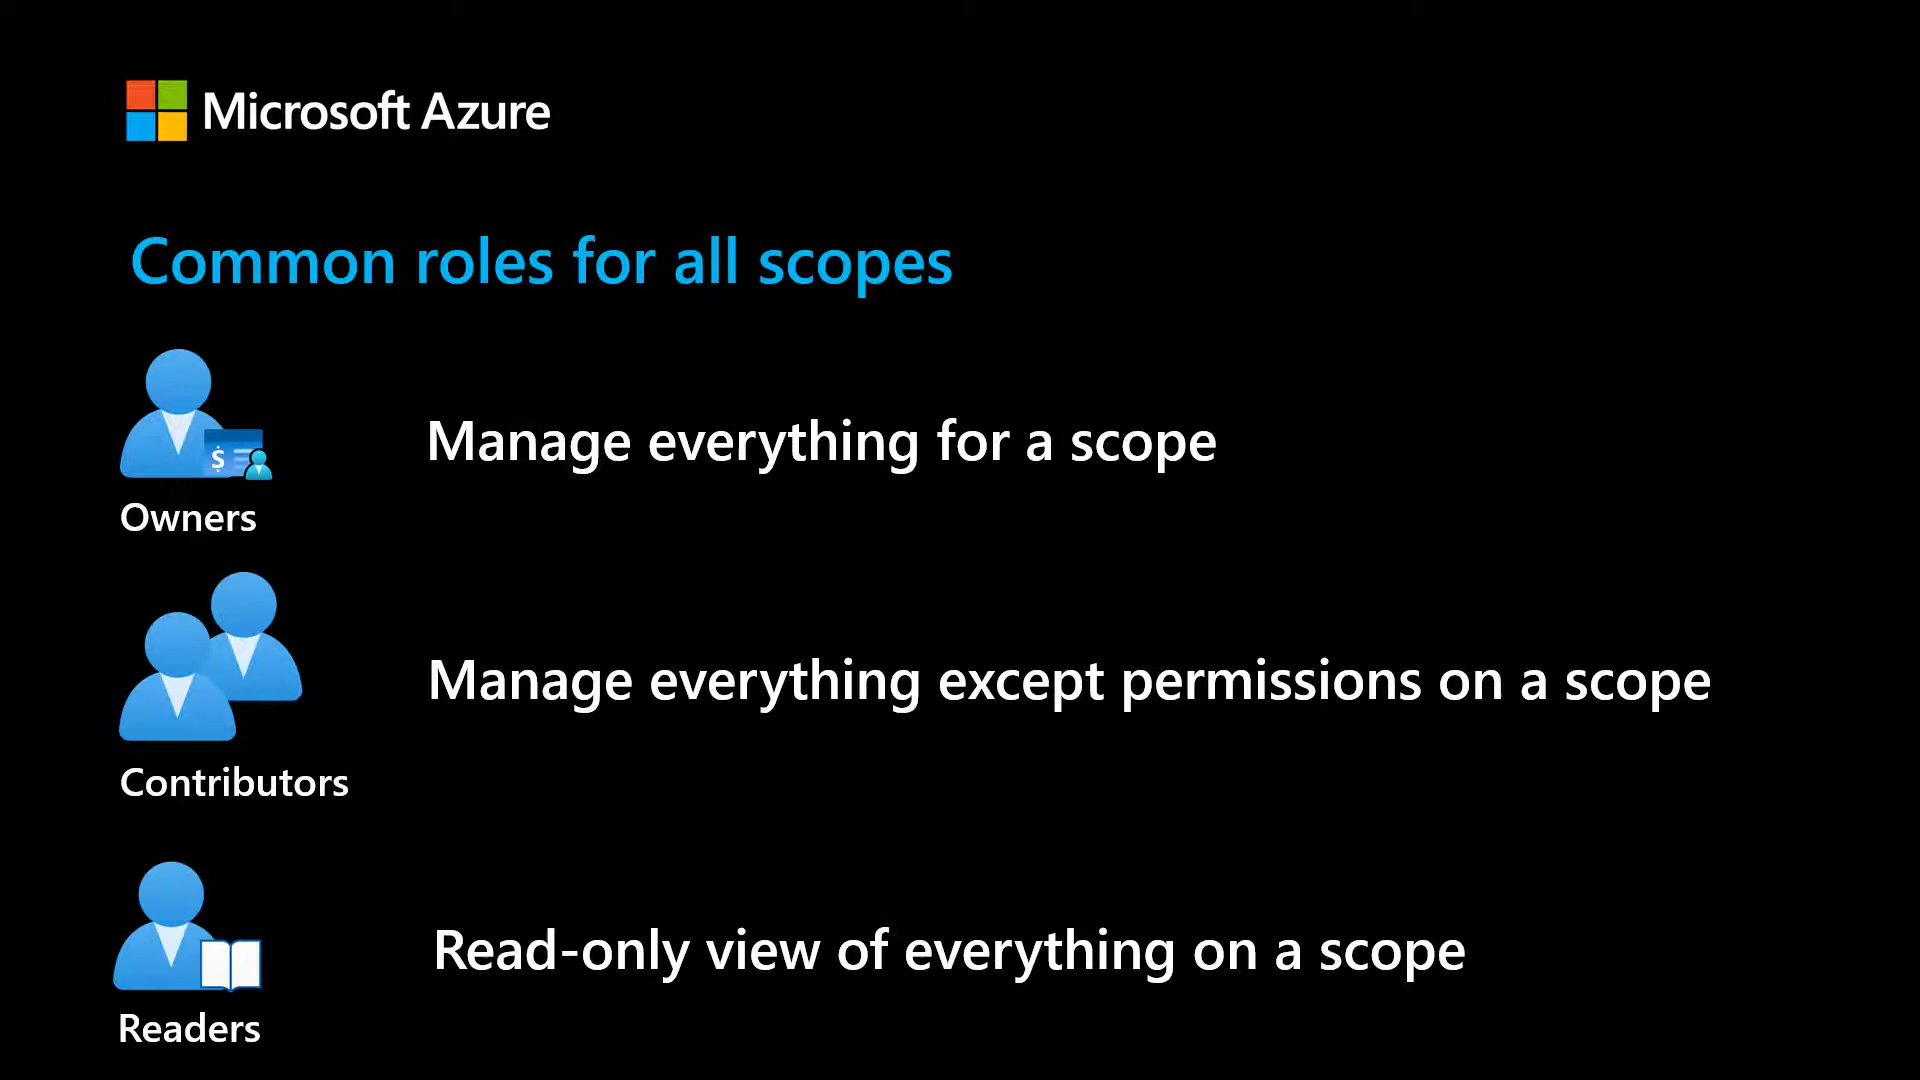 Microsoft Azure
Common roles for all scopes
$
Manage everything for a scope
Owners
Manage everything except permissions on a scope
Contributors
Read-only view of everything on a scope
Readers